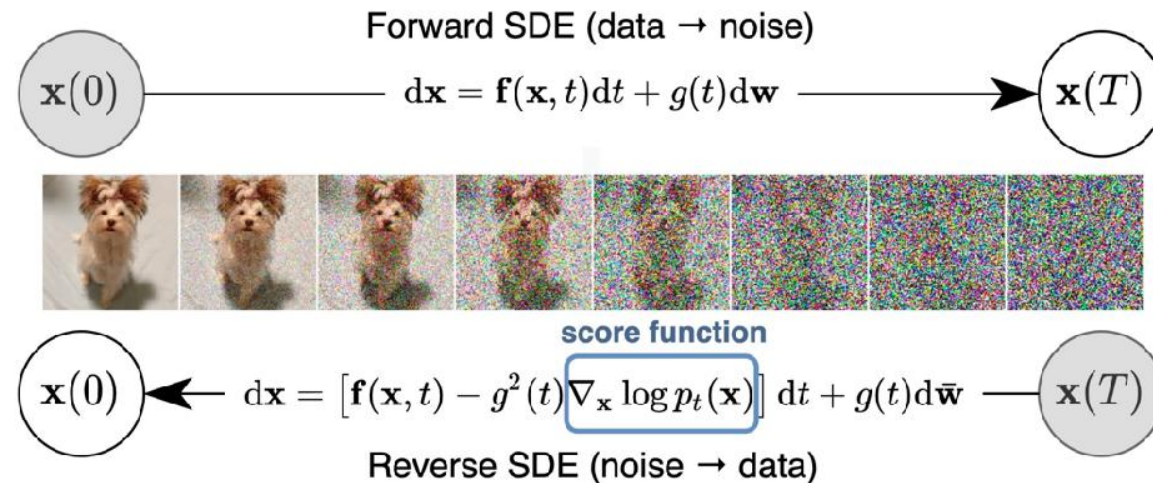 Forward SDE (data → noise)
x(0) dx = f(x, t)dt + g(t)dw x(T)
score function
x(0) dx = [f(x, t) − g²(t)∇ₓ log pₜ(x)] dt + g(t)dw̄ x(T)
Reverse SDE (noise → data)